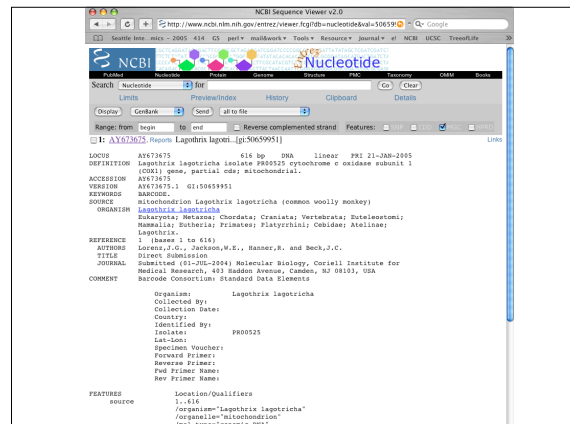 NCBI Sequence Viewer v2.0
http://www.ncbi.nlm.nih.gov/entrez/viewer.fcgi?db=nucleotide&val=50659 Google
Seattle Inte...mics ~ 2005 414 GS perl mail&work Tools Resource Journal e! NCBI UCSC TreeofLife
NCBI Entrez Nucleotide
PubMed Nucleotide Protein Genome Structure PMC Taxonomy OMIM Books
Search Nucleotide for Go Clear
Limits Preview/Index History Clipboard Details
Display GenBank Send all to file
Range: from begin to end Reverse complemented strand Features: SNP CDD MGC HPRD
1: AY673675. Reports Lagothrix lagotri...[gi:50659951] Links
LOCUS AY673675 616 bp DNA linear PRI 21-JAN-2005
DEFINITION Lagothrix lagotricha isolate PR00525 cytochrome c oxidase subunit 1
(COX1) gene, partial cds; mitochondrial.
ACCESSION AY673675
VERSION AY673675.1 GI:50659951
KEYWORDS BARCODE.
SOURCE mitochondrion Lagothrix lagotricha (common woolly monkey)
ORGANISM Lagothrix lagotricha
Eukaryota; Metazoa; Chordata; Craniata; Vertebrata; Euteleostomi;
Mammalia; Eutheria; Primates; Platyrrhini; Cebidae; Atelinae;
Lagothrix.
REFERENCE 1 (bases 1 to 616)
AUTHORS Lorenz,J.G., Jackson,W.E., Hanner,R. and Beck,J.C.
TITLE Direct Submission
JOURNAL Submitted (01-JUL-2004) Molecular Biology, Coriell Institute for
Medical Research, 403 Haddon Avenue, Camden, NJ 08103, USA
COMMENT Barcode Consortium: Standard Data Elements
Organism: Lagothrix lagotricha
Collected By:
Collection Date:
Country:
Identified By:
Isolate: PR00525
Lat-Lon:
Specimen Voucher:
Forward Primer:
Reverse Primer:
Fwd Primer Name:
Rev Primer Name:
FEATURES Location/Qualifiers
source 1..616
/organism="Lagothrix lagotricha"
/organelle="mitochondrion"